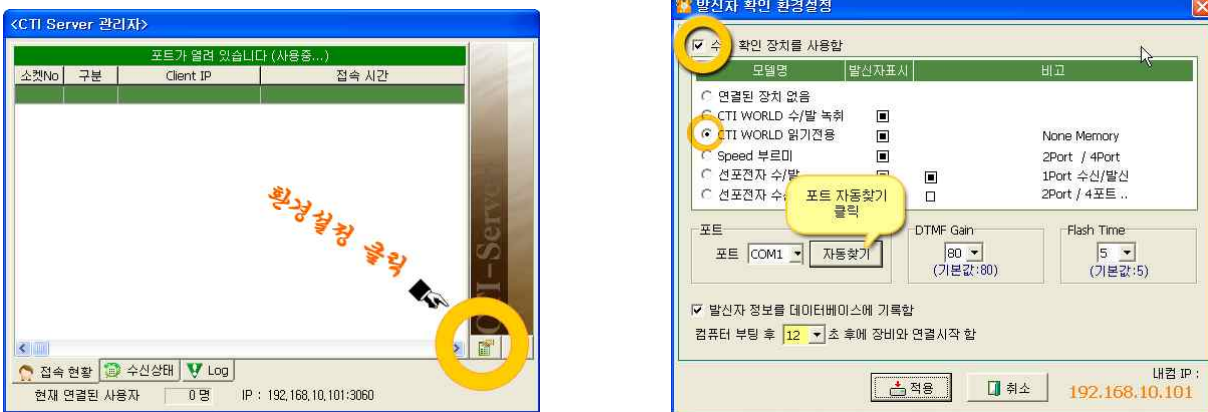 <CTI Server 관리자>
포트가 열려 있습니다 (사용중...)
소켓No 구분 Client IP 접속 시간
환경설정 클릭
CTI-Server
접속 현황 수신상태 Log
현재 연결된 사용자 0 명 IP : 192,168,10,101:3060
발신자 확인 환경설정
수 확인 장치를 사용함
모델명 발신자표시 비고
연결된 장치 없음
CTI WORLD 수/발 녹취
CTI WORLD 읽기전용 None Memory
Speed 부르미 2Port / 4Port
선포전자 수/발 1Port 수신/발신
선포전자 수 2Port / 4포트 ..
포트 자동찾기
클릭
포트 DTMF Gain Flash Time
포트 COM1 자동찾기 80 5
(기본값:80) (기본값:5)
발신자 정보를 데이터베이스에 기록함
컴퓨터 부팅 후 12 초 후에 장비와 연결시작 함
내컴 IP :
적용 취소 192.168.10.101